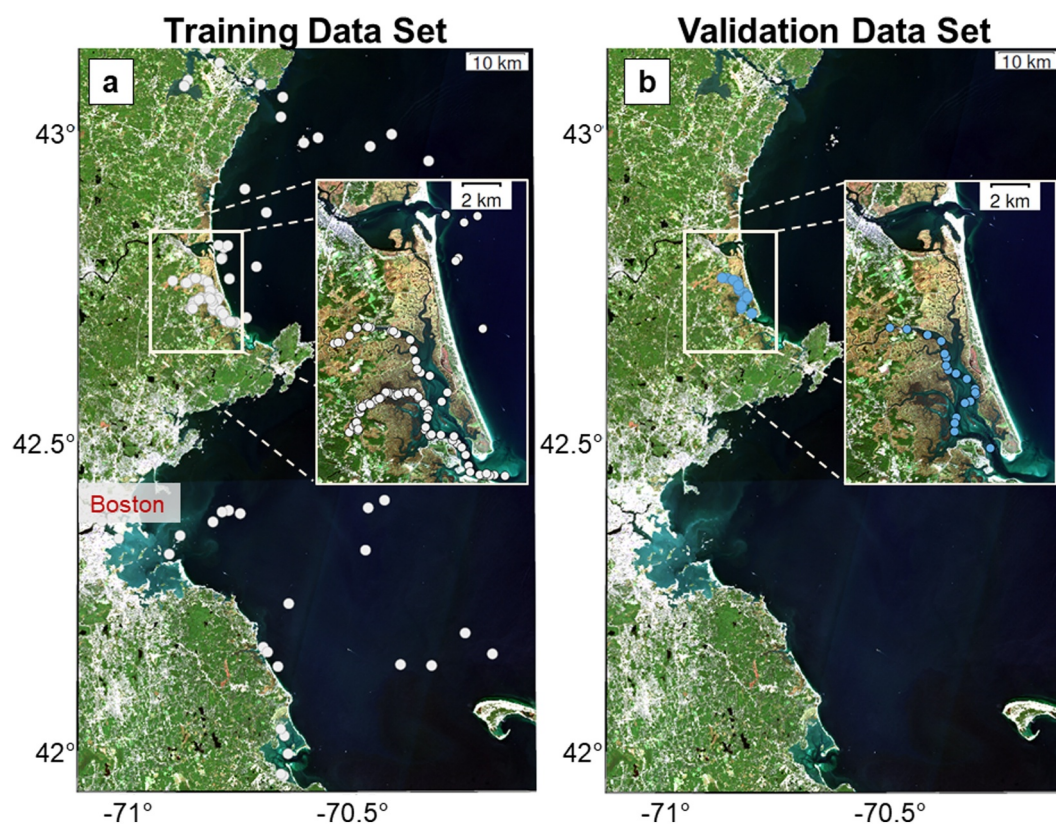 Training Data Set
Validation Data Set
a
10 km
b
10 km
43°
43°
2 km
2 km
42.5°
42.5°
Boston
42°
42°
-71°
-70.5°
-71°
-70.5°